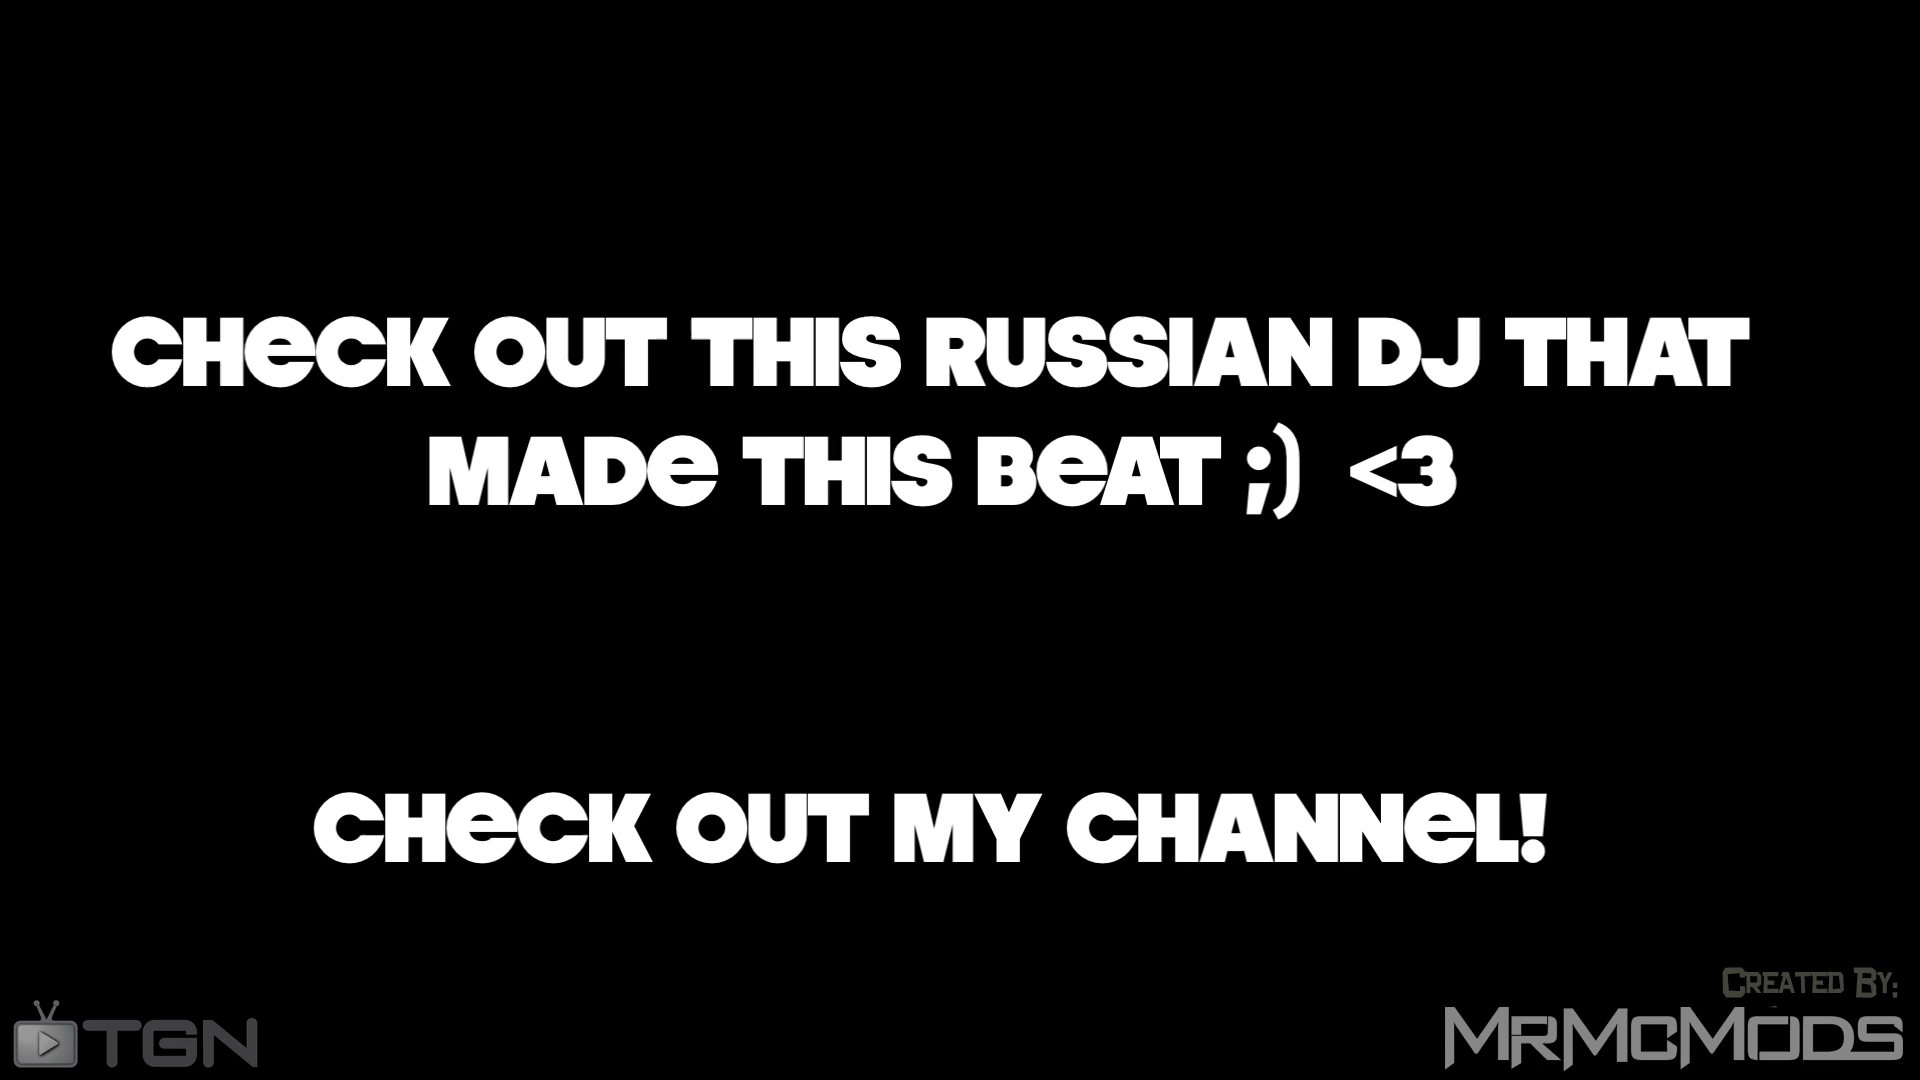 CHeCK OUT THIS RUSSIAN DJ THAT
MADe THIS BeAT ;) <3
CHeCK OUT MY CHANNeL!
CREATED BY:
TGN
MRMCMODS